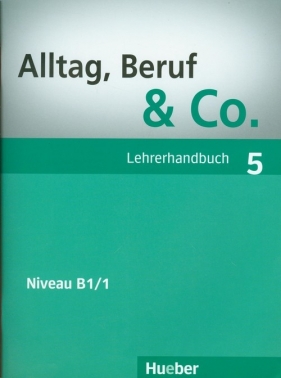 Alltag, Beruf
& Co.
Lehrerhandbuch 5
Niveau B1/1
Hueber